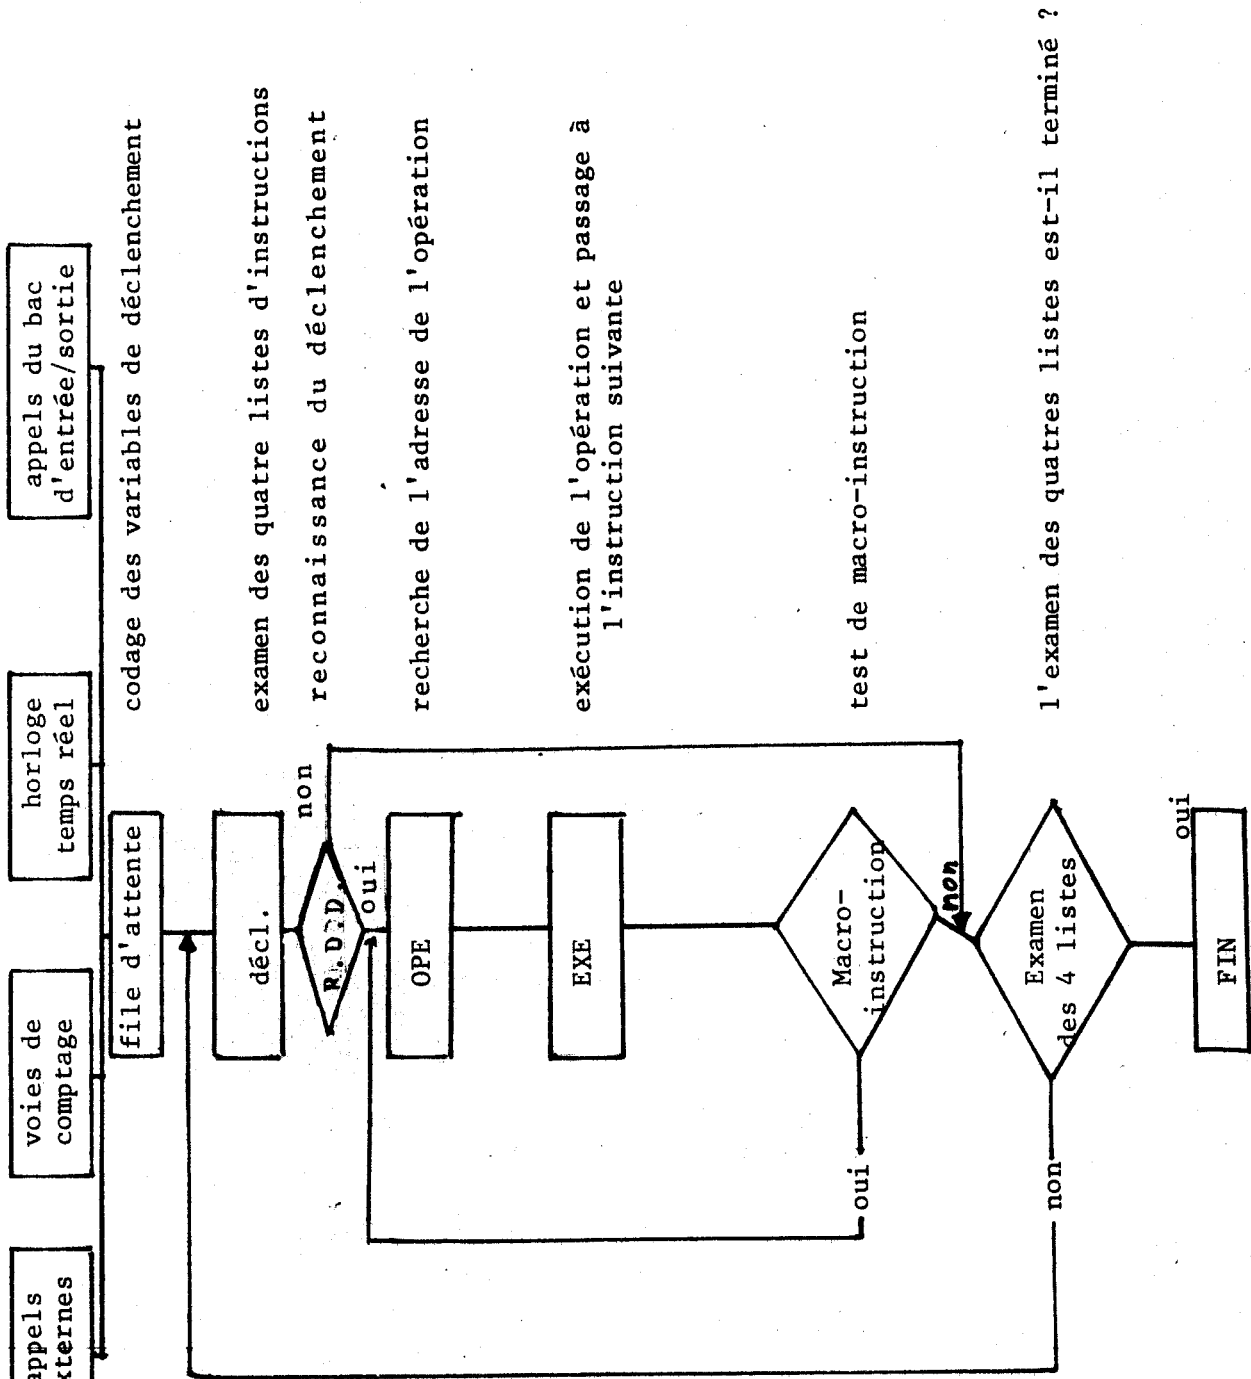 appels
xternes
voies de
comptage
horloge
temps réel
appels du bac
d'entrée/sortie
file d'attente
codage des variables de déclenchement
décl.
examen des quatre listes d'instructions
non
reconnaissance du déclenchement
oui
OPE
recherche de l'adresse de l'opération
EXE
exécution de l'opération et passage à
l'instruction suivante
Macro-
instruction
test de macro-instruction
oui
non
Examen
des 4 listes
l'examen des quatres listes est-il terminé ?
non
oui
FIN